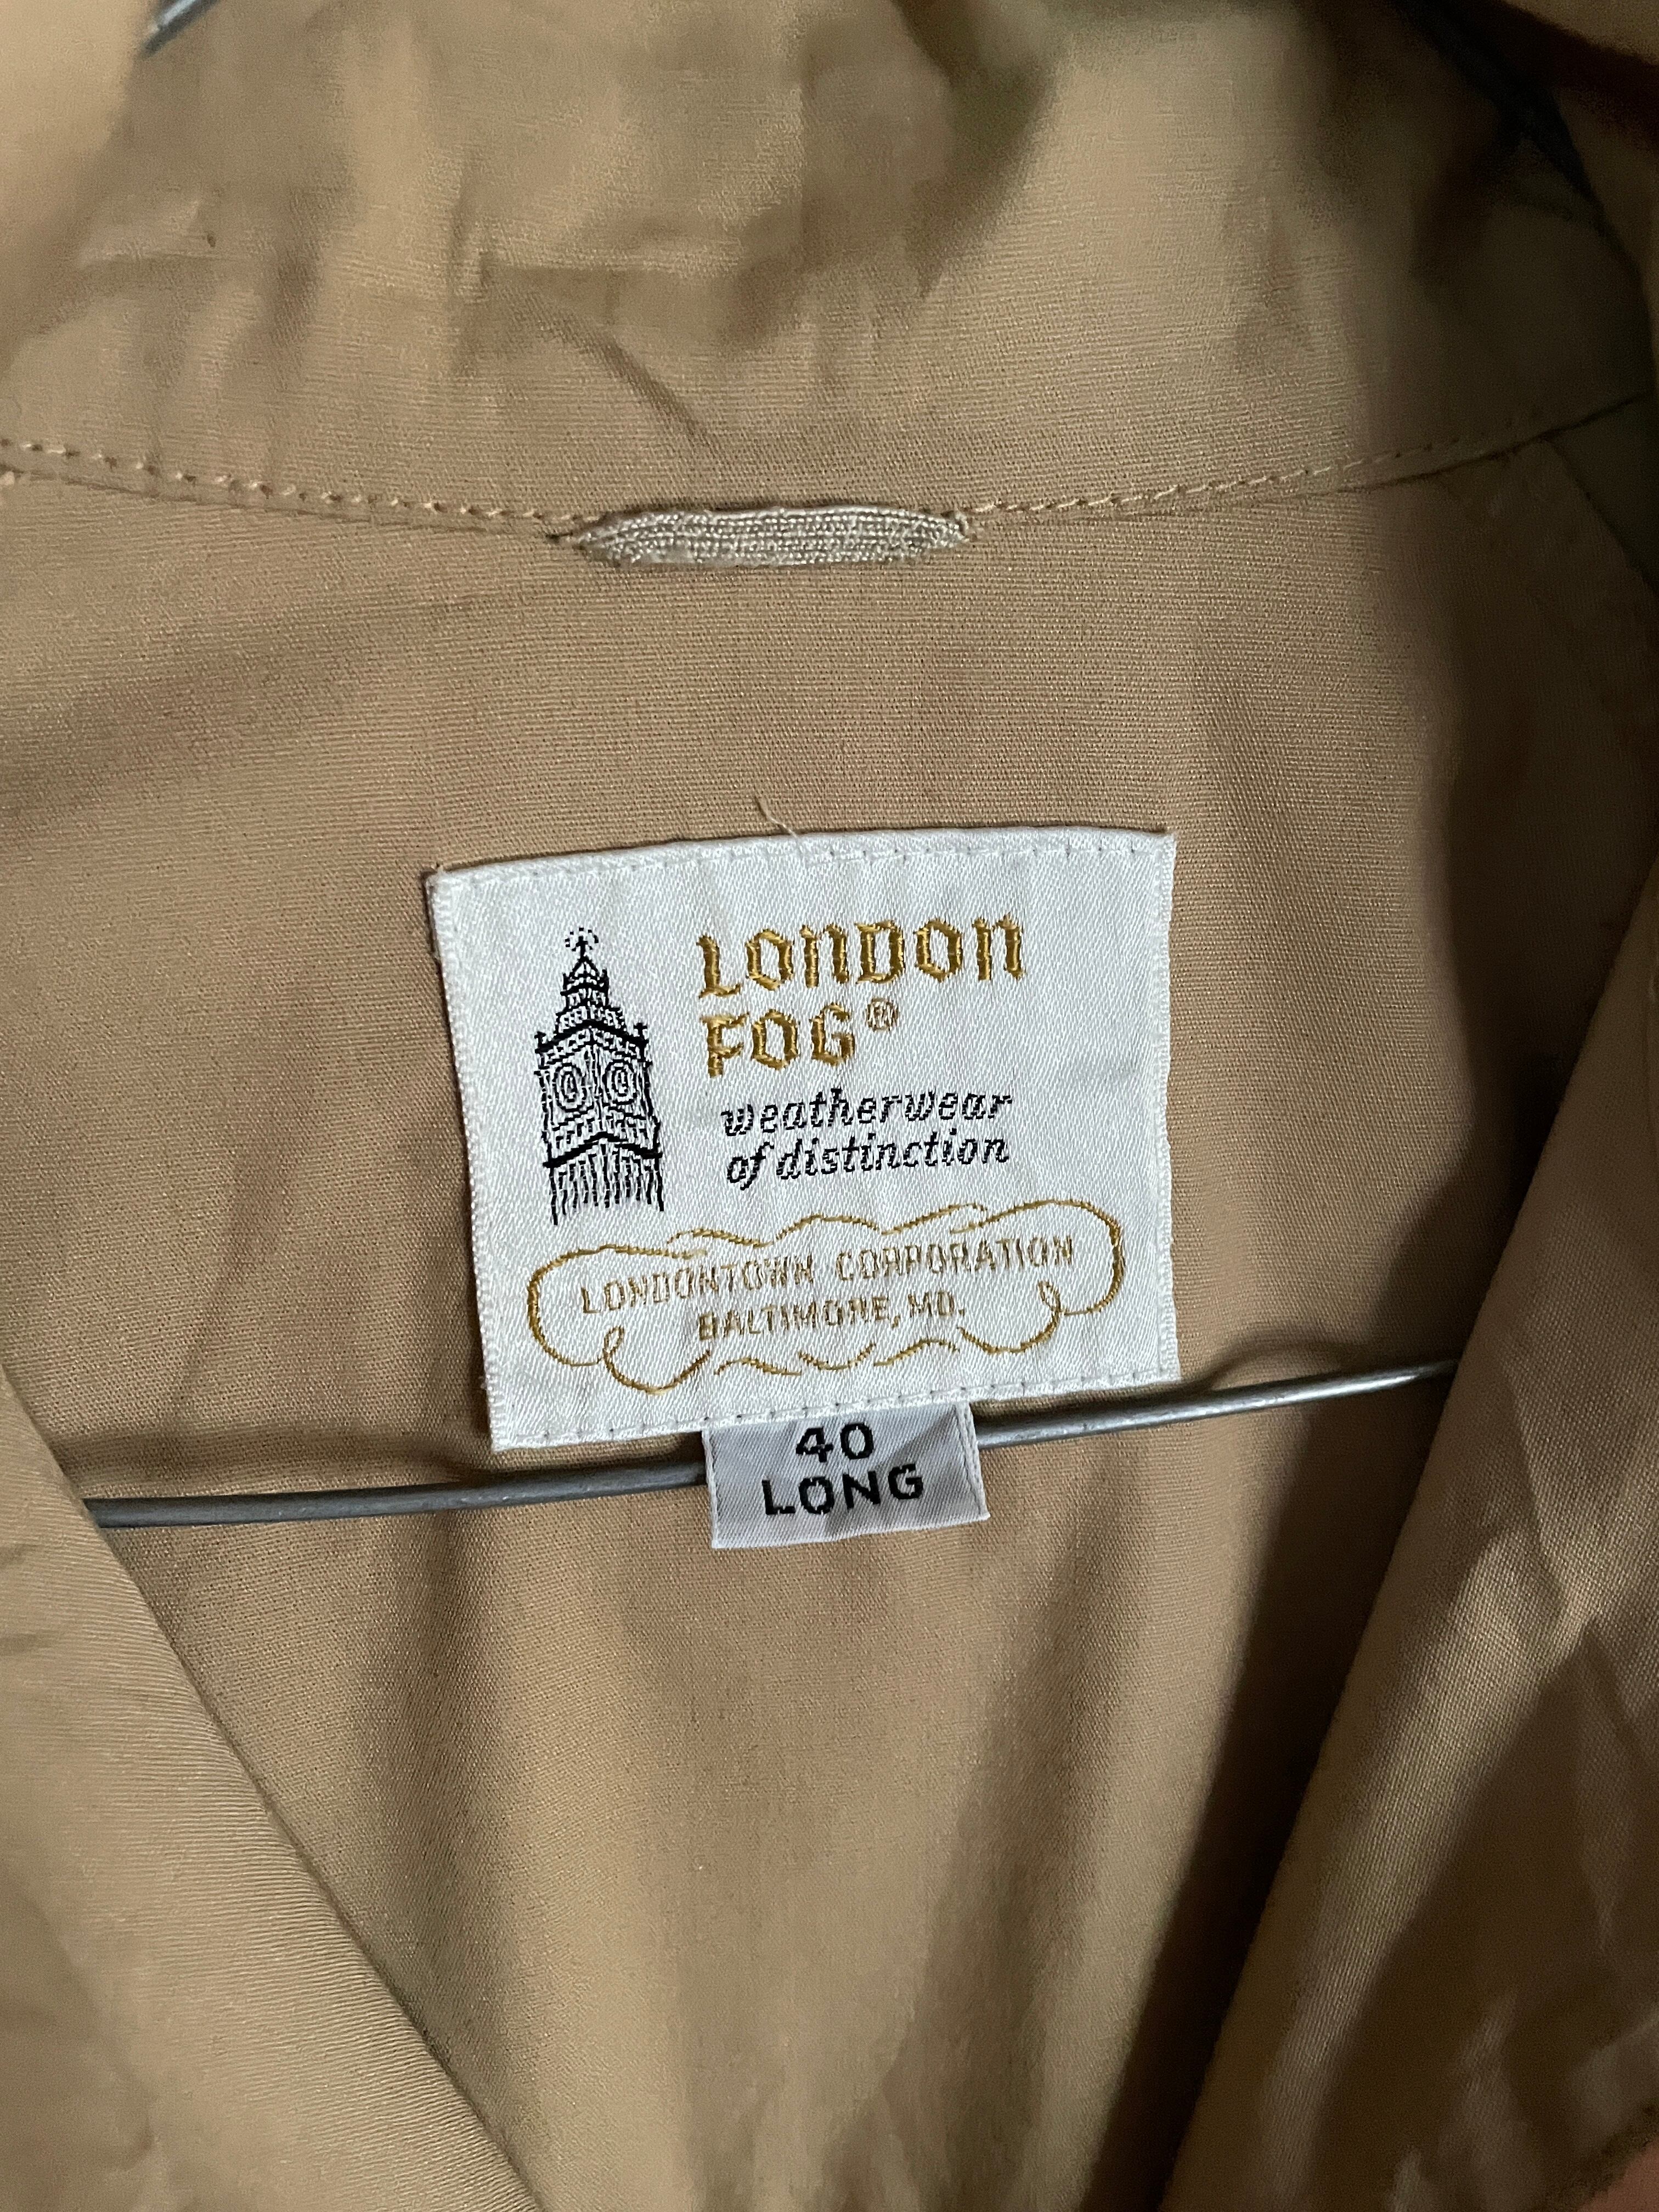 LONDON
FOG®
weatherwear
of distinction
LONDONTOWN CORPORATION
BALTIMORE, MD.
40
LONG